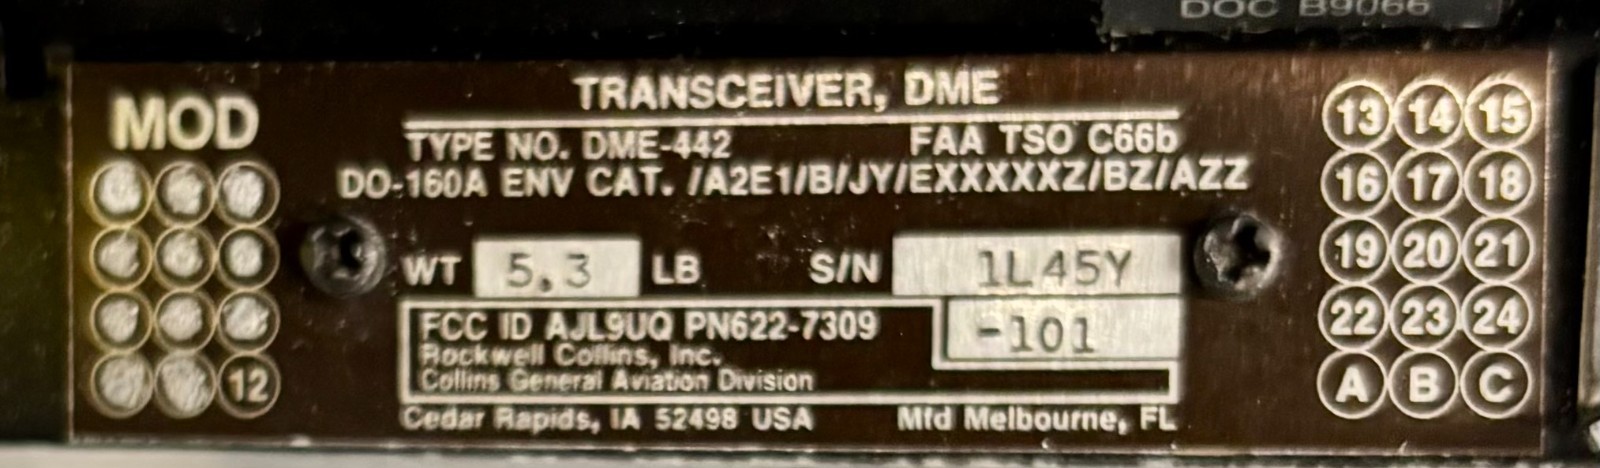 DOC B9066
TRANSCEIVER, DME
MOD
TYPE NO. DME-442 FAA TSO C66b
DO-160A ENV CAT. /A2E1/B/JY/EXXXXXZ/BZ/AZZ
WT 5.3 LB S/N 1L45Y
FCC ID AJL9UQ PN622-7309 -101
Rockwell Collins, Inc.
Collins General Aviation Division
Cedar Rapids, IA 52498 USA Mfd Melbourne, FL
12
13 14 15
16 17 18
19 20 21
22 23 24
A B C